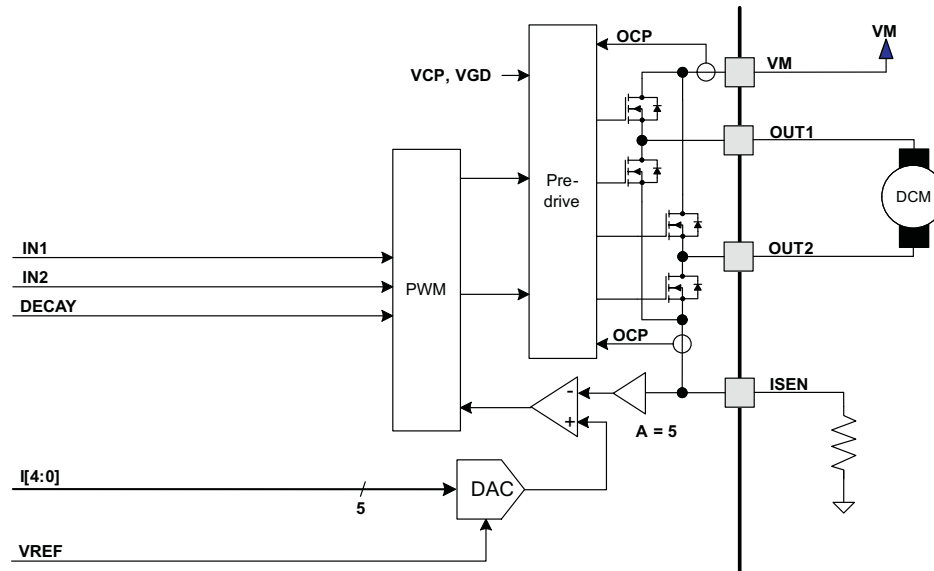 VM
OCP
VM
VCP, VGD
OUT1
Pre-
drive
DCM
IN1
OUT2
IN2
PWM
DECAY
OCP
ISEN
-
+
A = 5
I[4:0]
5
DAC
VREF